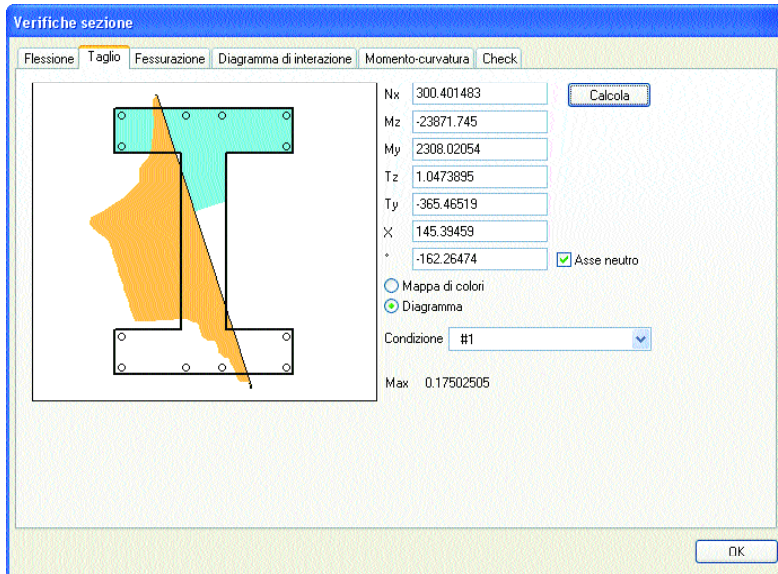 Verifiche sezione
Flessione Taglio Fessurazione Diagramma di interazione Momento-curvatura Check
Nx 300.401483 Calcola
Mz -23871.745
My 2308.02054
Tz 1.0473895
Ty -365.46519
X 145.39459
° -162.26474 Asse neutro
Mappa di colori
Diagramma
Condizione #1
Max 0.17502505
OK